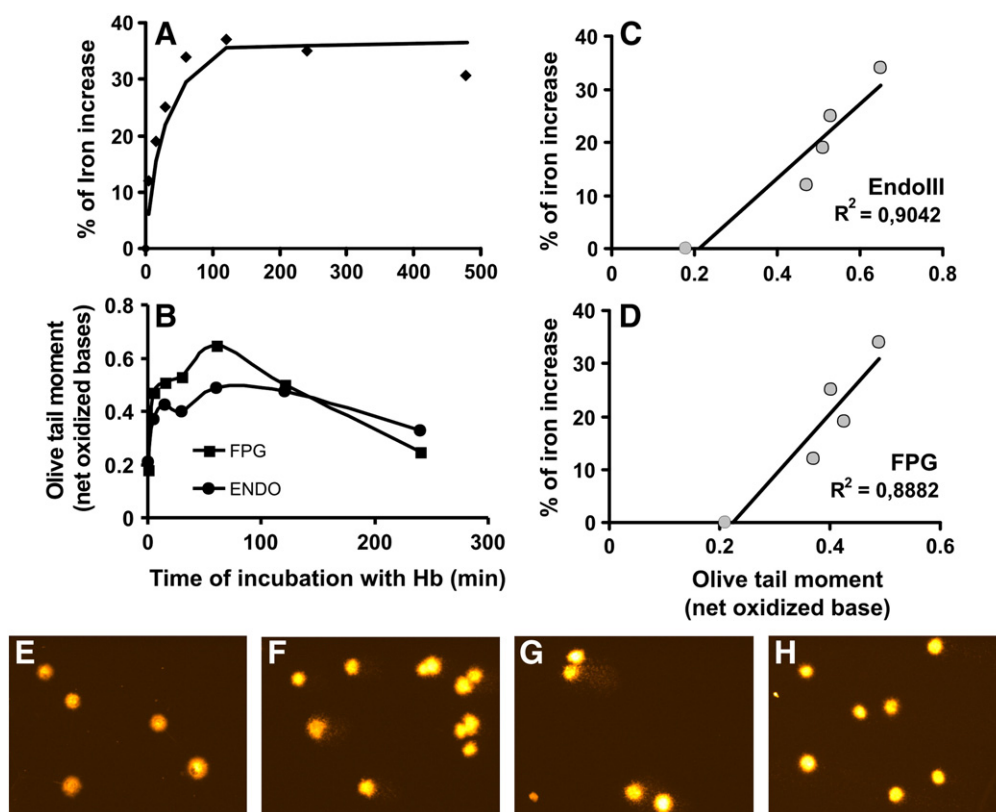 A
% of Iron increase
40
30
20
10
0
0 100 200 300 400 500
B
Olive tail moment
(net oxidized bases)
0.8
0.6
0.4
0.2
0
FPG
ENDO
0 100 200 300
Time of incubation with Hb (min)
C
% of iron increase
40
30
20
10
0
EndoIII
R² = 0,9042
0 0.2 0.4 0.6 0.8
D
% of iron increase
40
30
20
10
0
FPG
R² = 0,8882
0 0.2 0.4 0.6
Olive tail moment
(net oxidized base)
E
F
G
H